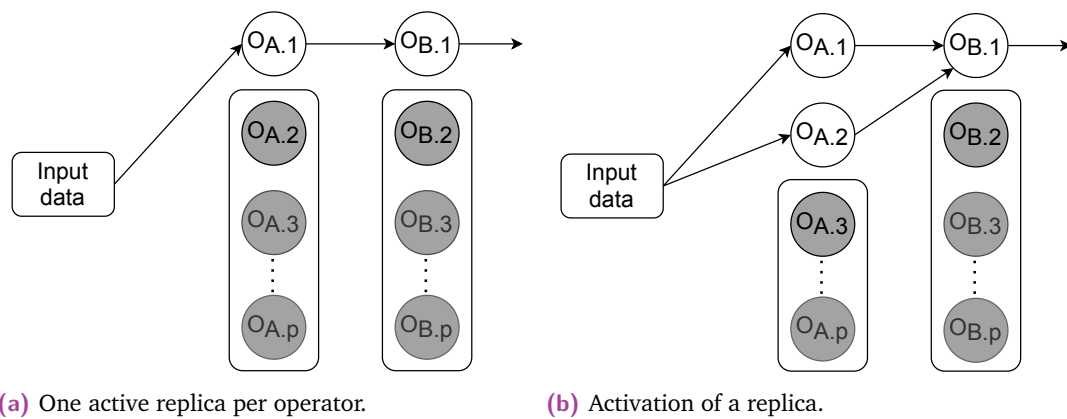 OA.1
OB.1
OA.2
OB.2
Input
data
OA.3
OB.3
OA.p
OB.p
(a) One active replica per operator.
OA.1
OB.1
OA.2
OB.2
Input
data
OA.3
OB.3
OA.p
OB.p
(b) Activation of a replica.